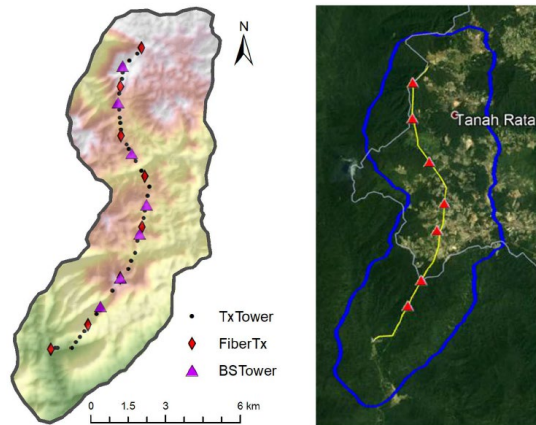 N
Tanah Rata
TxTower
FiberTx
BSTower
0 1.5 3 6 km